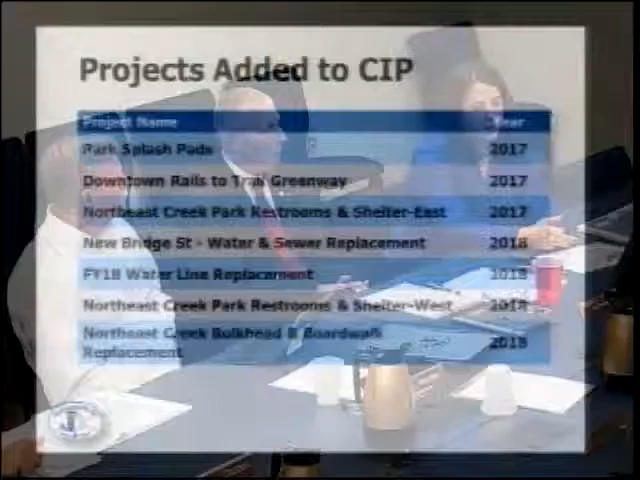 Projects Added to CIP
Project Name Year
Park Splash Pads 2017
Downtown Rails to Trail Greenway 2017
Northeast Creek Park Restrooms & Shelter-East 2017
New Bridge St - Water & Sewer Replacement 2018
FY18 Water Line Replacement 2018
Northeast Creek Park Restrooms & Shelter-West 2018
Northeast Creek Bulkhead & Boardwalk
Replacement 2018